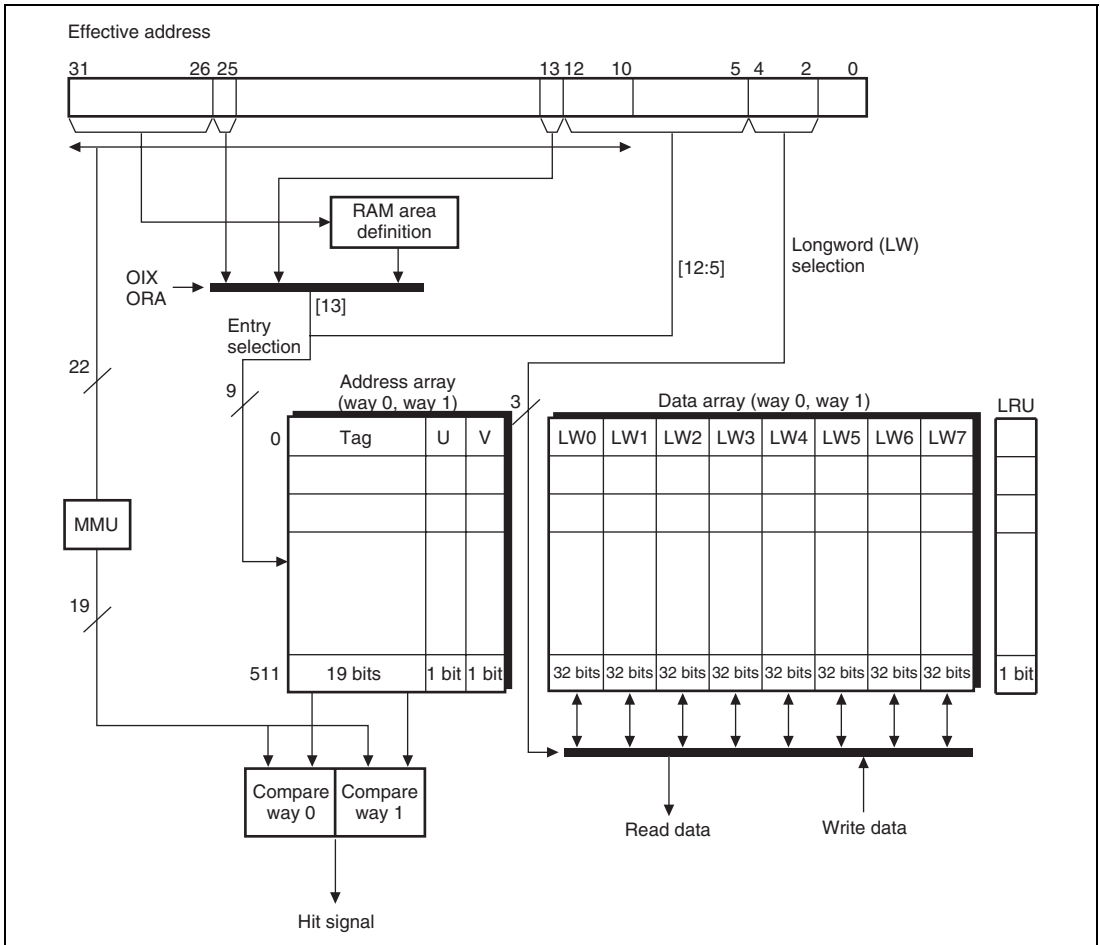 Effective address
31 26 25 13 12 10 5 4 2 0
RAM area
definition
Longword (LW)
selection
[12:5]
OIX
ORA
[13]
Entry
selection
22
9
Address array
(way 0, way 1)
3
Data array (way 0, way 1)
LRU
0 Tag U V LW0 LW1 LW2 LW3 LW4 LW5 LW6 LW7
MMU
19
511 19 bits 1 bit 1 bit 32 bits 32 bits 32 bits 32 bits 32 bits 32 bits 32 bits 32 bits 1 bit
Compare
way 0
Compare
way 1
Read data
Write data
Hit signal